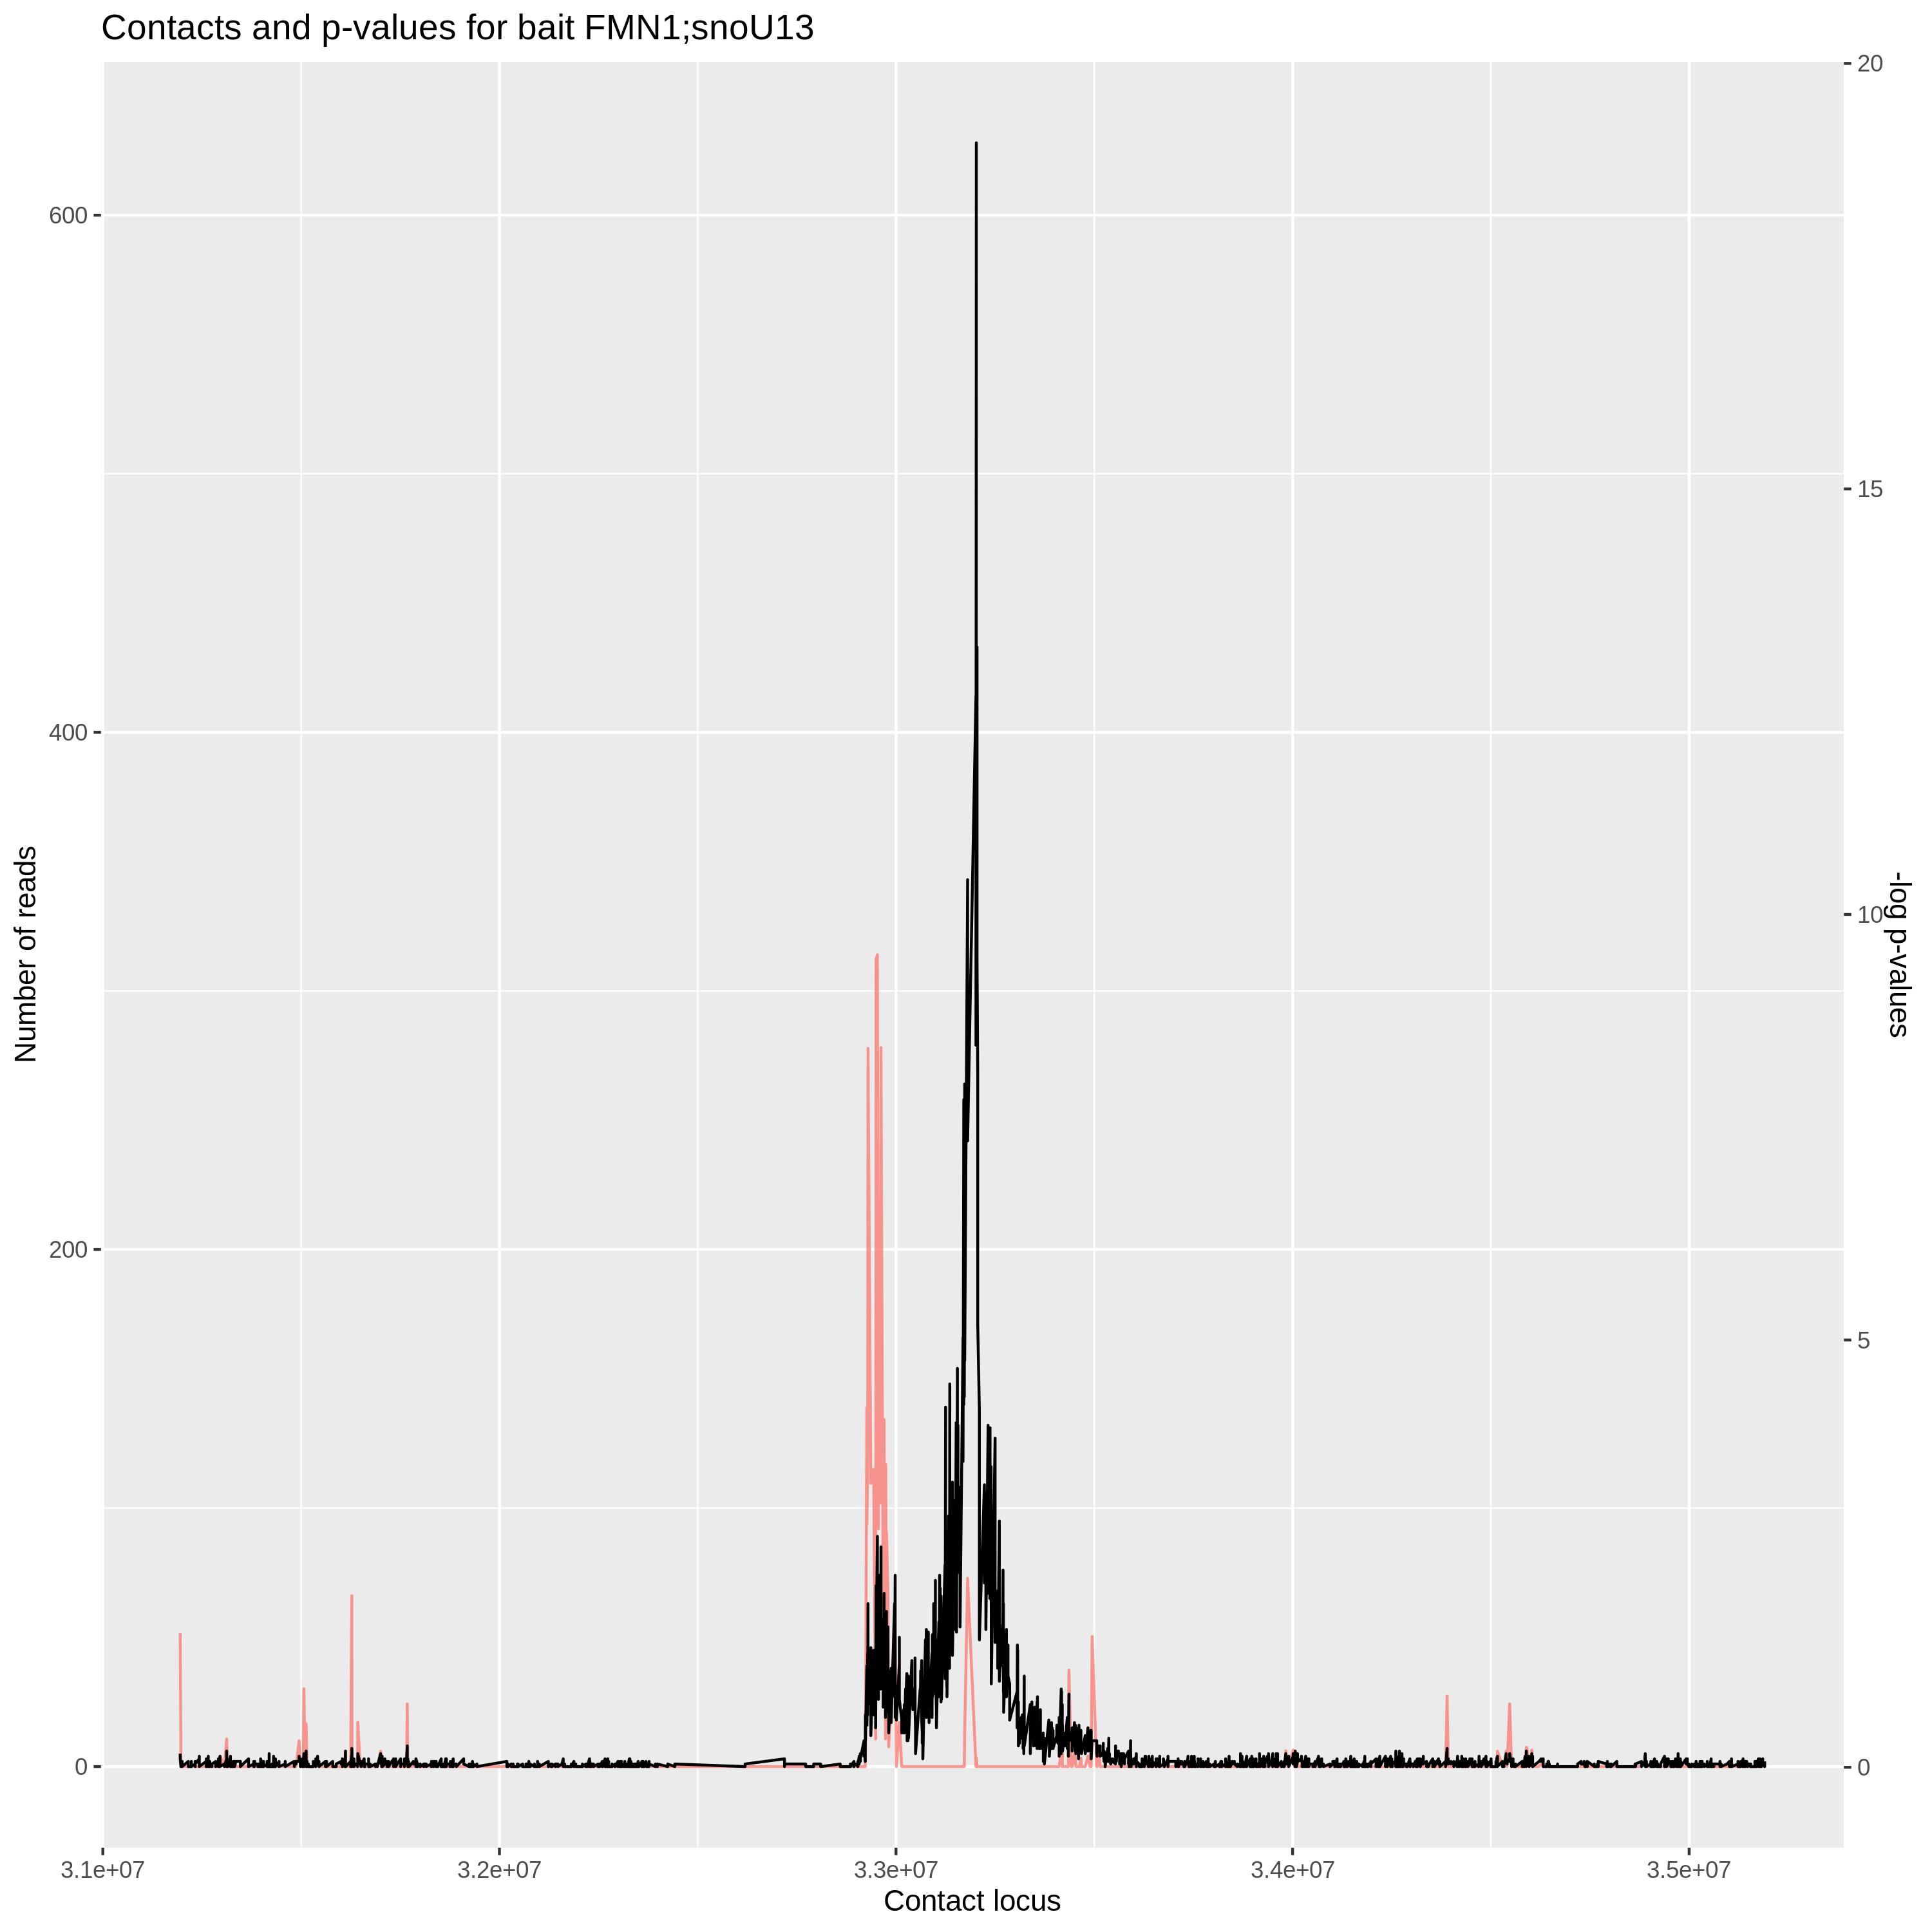 Contacts and p-values for bait FMN1;snoU13
20
600
15
400
10
Number of reads
-log p-values
200
5
0
0
3.1e+07
3.2e+07
3.3e+07
3.4e+07
3.5e+07
Contact locus